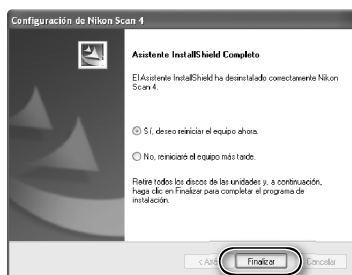 Configuración de Nikon Scan 4
Asistente InstallShield Completo
El Asistente InstallShield ha desinstalado correctamente Nikon
Scan 4.
Sí, deseo reiniciar el equipo ahora.
No, reiniciaré el equipo más tarde.
Retire todos los discos de las unidades y, a continuación,
haga clic en Finalizar para completar el programa de
instalación.
Finalizar
Cancelar